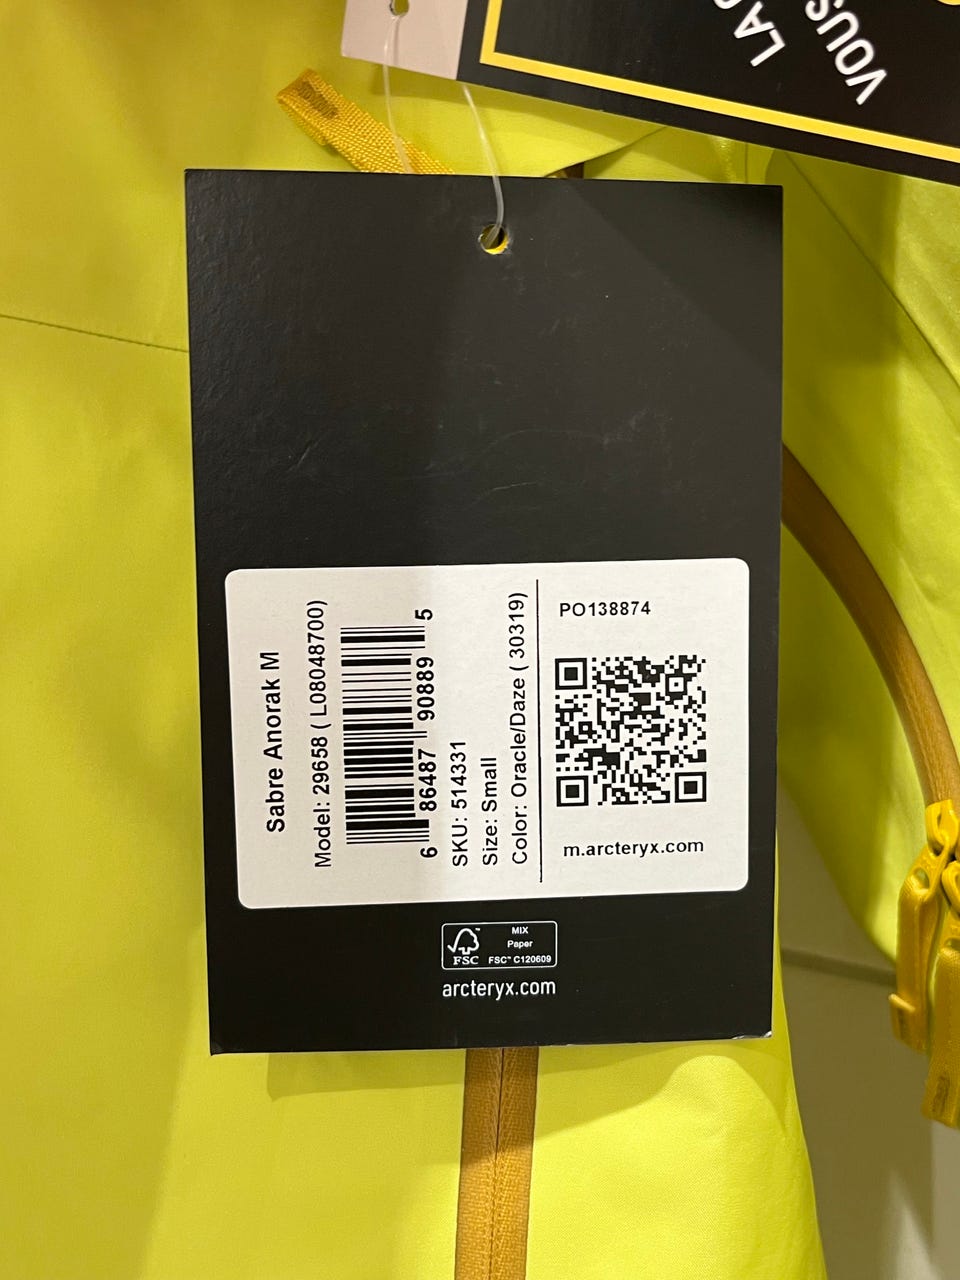 LA
VOUS
Sabre Anorak M
Model: 29658 ( L08048700)
6 86487 90889 5
SKU: 514331
Size: Small
Color: Oracle/Daze ( 30319)
PO138874
m.arcteryx.com
FSC
MIX
Paper
FSC™ C120609
arcteryx.com